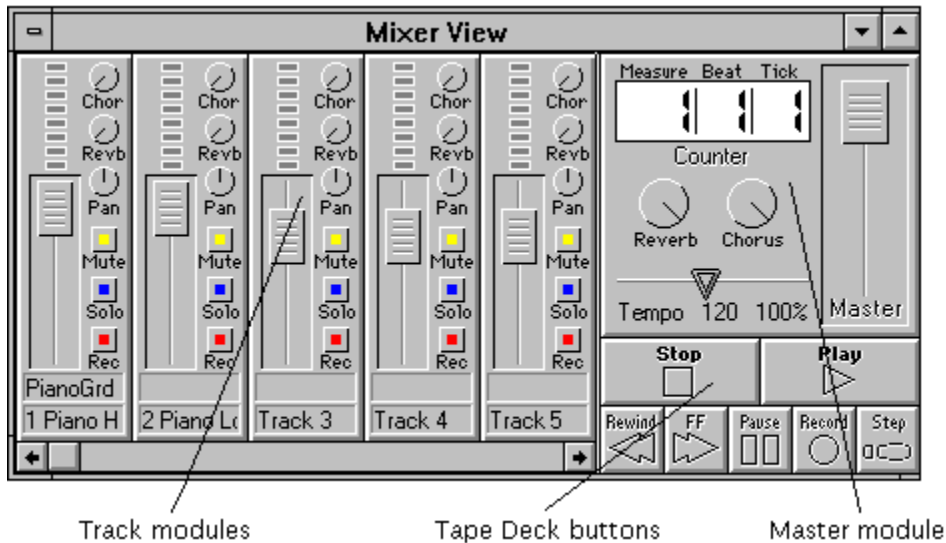 Mixer View
Chor
Revb
Pan
Mute
Solo
Rec
PianoGrd
1 Piano H
Chor
Revb
Pan
Mute
Solo
Rec
2 Piano Lo
Chor
Revb
Pan
Mute
Solo
Rec
Track 3
Chor
Revb
Pan
Mute
Solo
Rec
Track 4
Chor
Revb
Pan
Mute
Solo
Rec
Track 5
Measure Beat Tick
1 1 1
Counter
Reverb Chorus
Tempo 120 100%
Master
Stop Play
Rewind FF Pause Record Step
Track modules
Tape Deck buttons
Master module